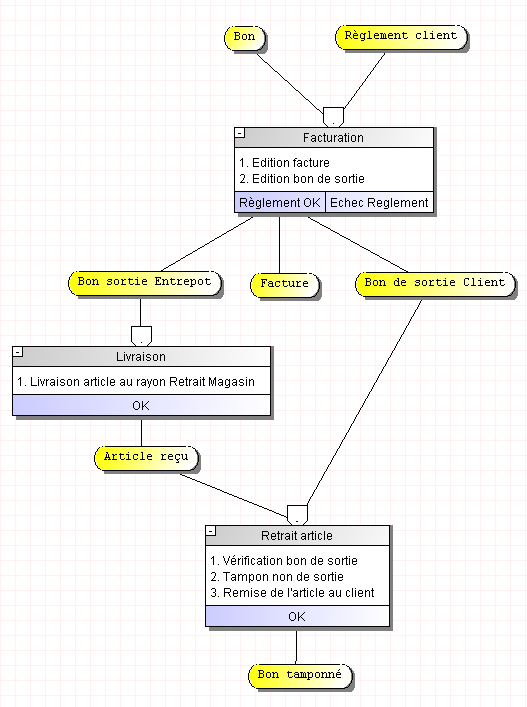 Bon
Règlement client
Facturation
1. Edition facture
2. Edition bon de sortie
Règlement OK
Echec Reglement
Bon sortie Entrepot
Facture
Bon de sortie Client
Livraison
1. Livraison article au rayon Retrait Magasin
OK
Article reçu
Retrait article
1. Vérification bon de sortie
2. Tampon non de sortie
3. Remise de l'article au client
OK
Bon tamponné